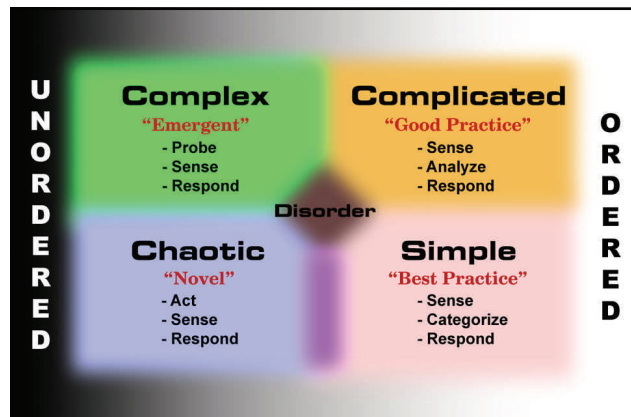 UNORDERED
Complex
“Emergent”
- Probe
- Sense
- Respond
Complicated
“Good Practice”
- Sense
- Analyze
- Respond
Disorder
Chaotic
“Novel”
- Act
- Sense
- Respond
Simple
“Best Practice”
- Sense
- Categorize
- Respond
ORDERED